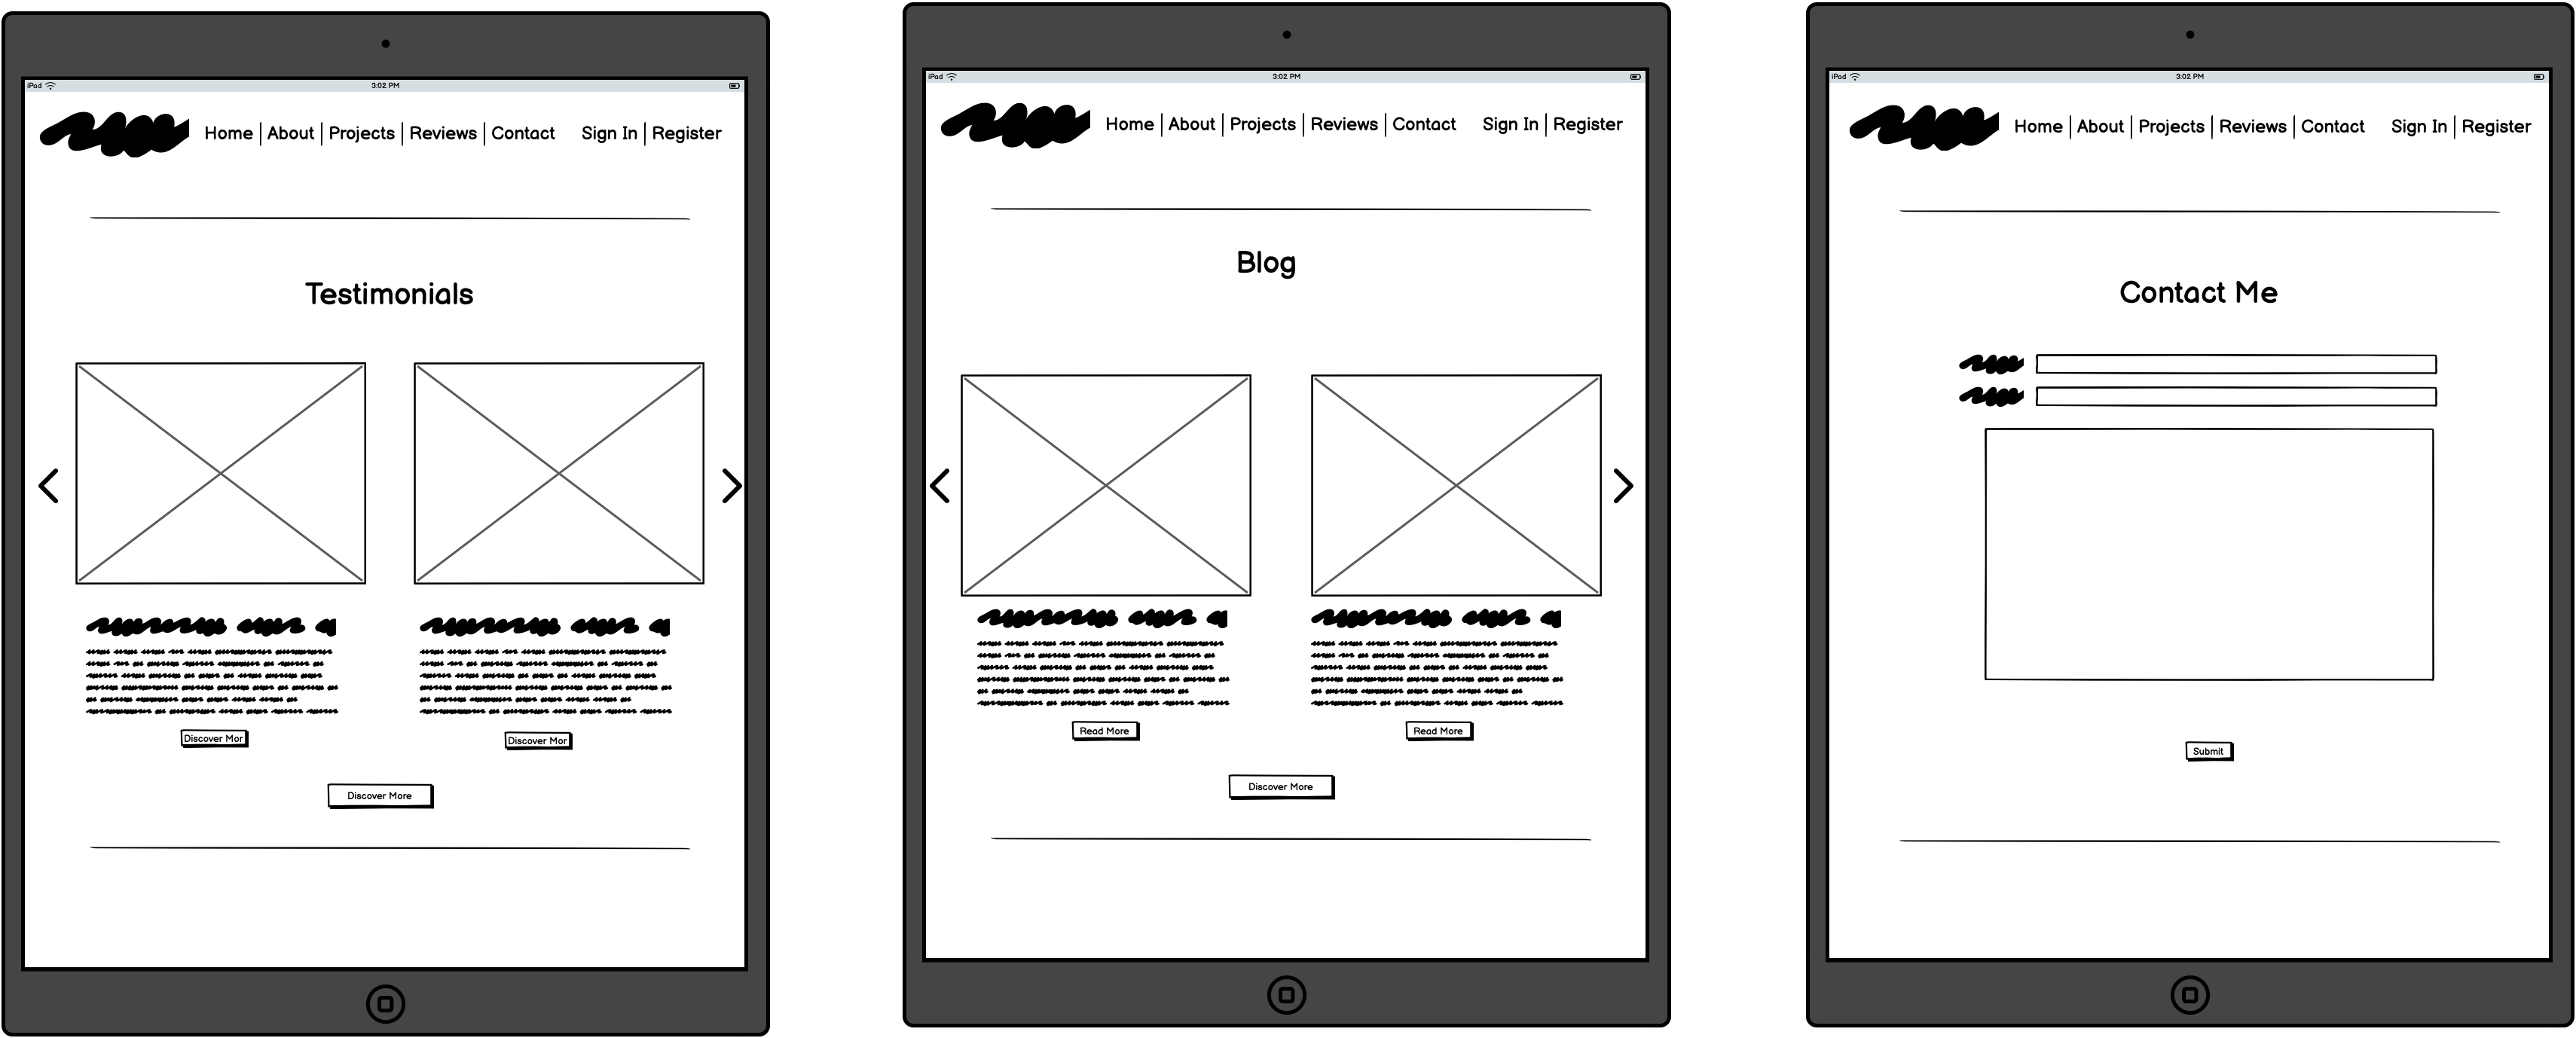 iPad 3:02 PM
Home About Projects Reviews Contact Sign In Register
Testimonials
Discover Mor Discover Mor
Discover More
iPad 3:02 PM
Home About Projects Reviews Contact Sign In Register
Blog
Read More Read More
Discover More
iPad 3:02 PM
Home About Projects Reviews Contact Sign In Register
Contact Me
Submit